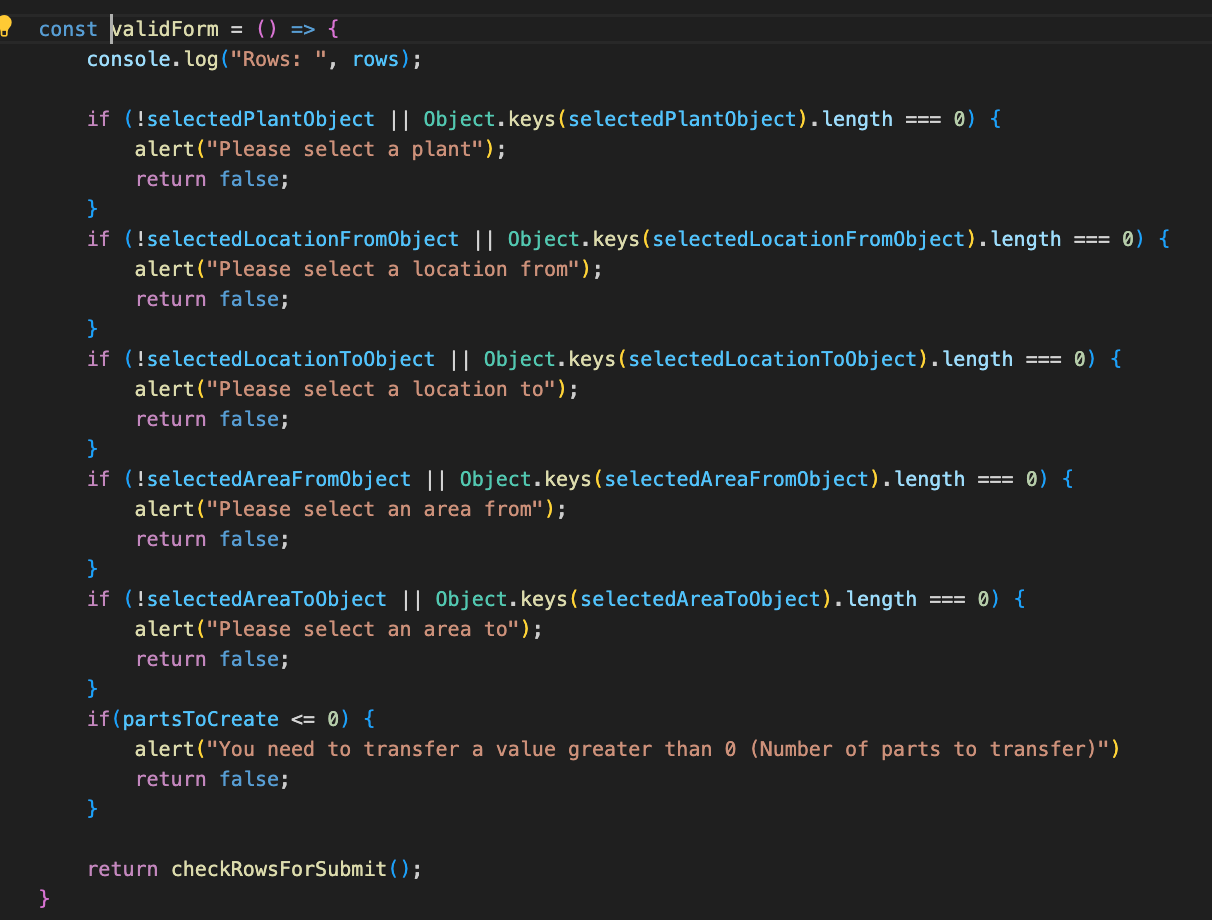 const validForm = () => {
    console.log("Rows: ", rows);

    if (!selectedPlantObject || Object.keys(selectedPlantObject).length === 0) {
        alert("Please select a plant");
        return false;
    }
    if (!selectedLocationFromObject || Object.keys(selectedLocationFromObject).length === 0) {
        alert("Please select a location from");
        return false;
    }
    if (!selectedLocationToObject || Object.keys(selectedLocationToObject).length === 0) {
        alert("Please select a location to");
        return false;
    }
    if (!selectedAreaFromObject || Object.keys(selectedAreaFromObject).length === 0) {
        alert("Please select an area from");
        return false;
    }
    if (!selectedAreaToObject || Object.keys(selectedAreaToObject).length === 0) {
        alert("Please select an area to");
        return false;
    }
    if(partsToCreate <= 0) {
        alert("You need to transfer a value greater than 0 (Number of parts to transfer)")
        return false;
    }

    return checkRowsForSubmit();
}